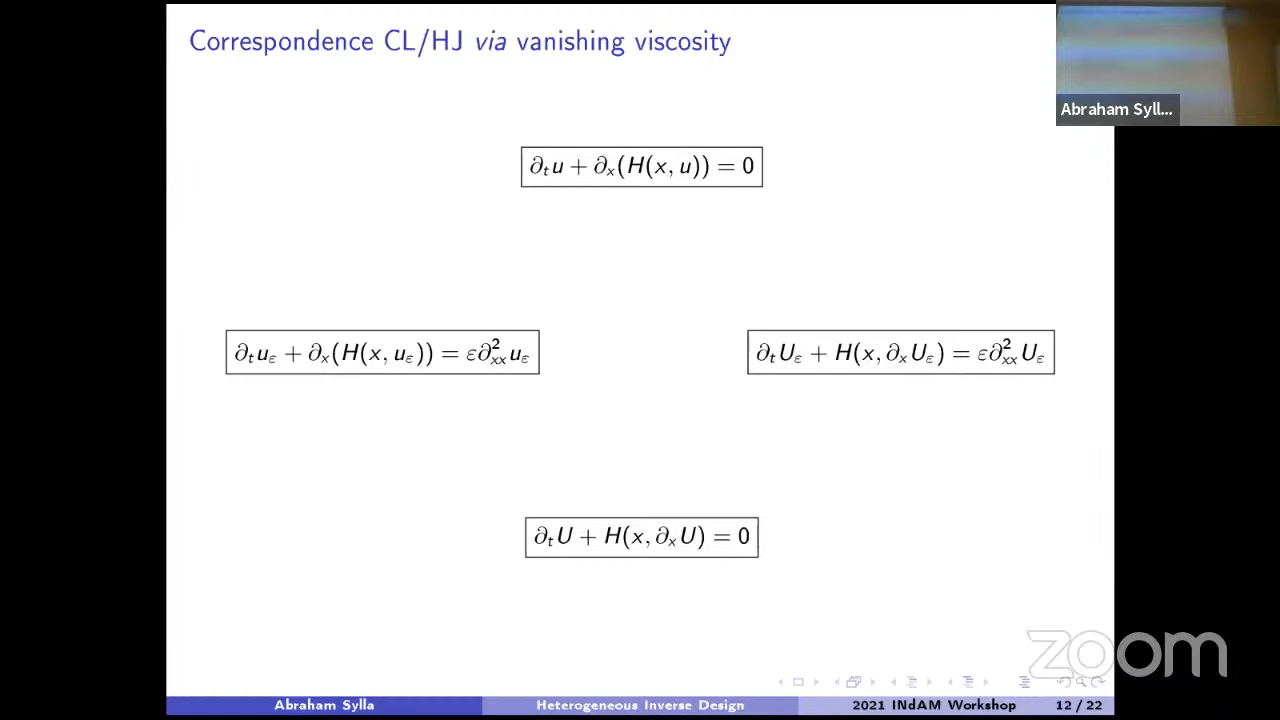 Correspondence CL/HJ via vanishing viscosity
Abraham Syll...
∂ₜu + ∂ₓ(H(x, u)) = 0
∂ₜu_ε + ∂ₓ(H(x, u_ε)) = ε∂²ₓₓu_ε
∂ₜU_ε + H(x, ∂ₓU_ε) = ε∂²ₓₓU_ε
∂ₜU + H(x, ∂ₓU) = 0
zoom
Abraham Sylla
Heterogeneous Inverse Design
2021 INdAM Workshop
12 / 22